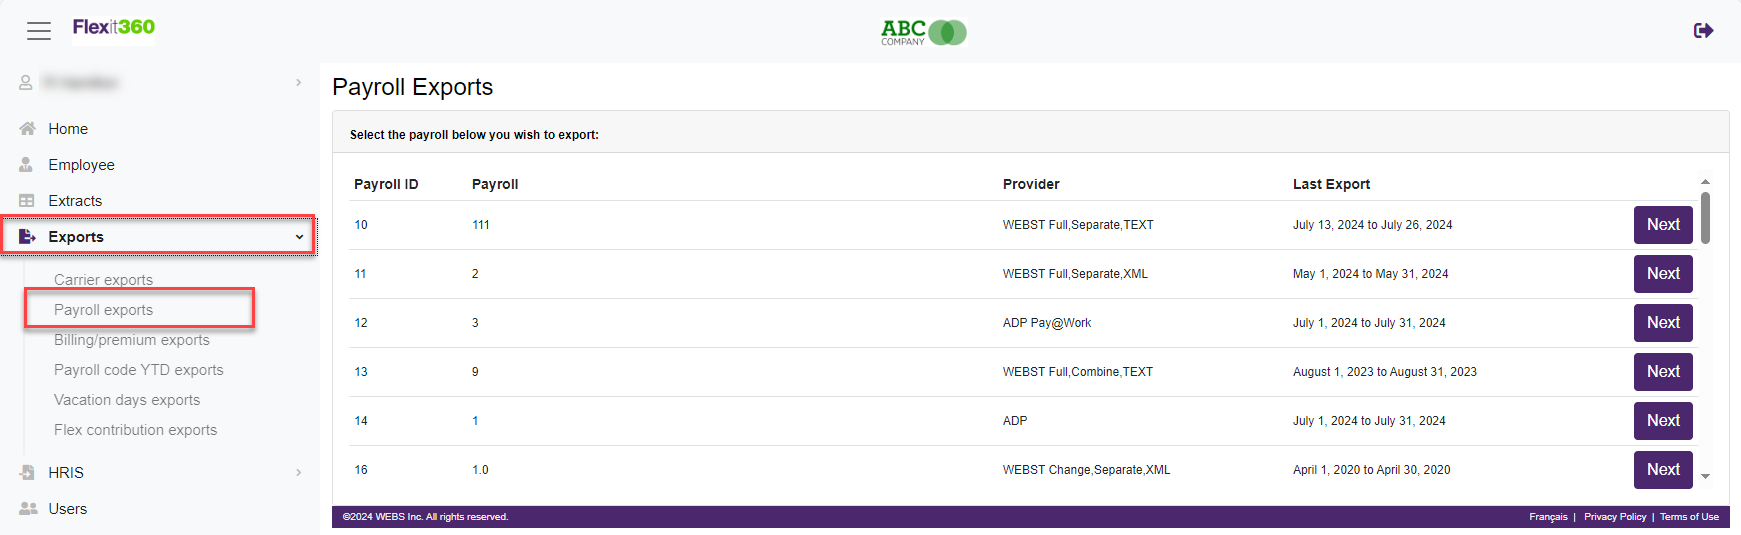 Flexit360
ABC
COMPANY
Home
Employee
Extracts
Exports
Carrier exports
Payroll exports
Billing/premium exports
Payroll code YTD exports
Vacation days exports
Flex contribution exports
HRIS
Users
Payroll Exports
Select the payroll below you wish to export:
Payroll ID Payroll Provider Last Export
10 111 WEBST Full,Separate,TEXT July 13, 2024 to July 26, 2024 Next
11 2 WEBST Full,Separate,XML May 1, 2024 to May 31, 2024 Next
12 3 ADP Pay@Work July 1, 2024 to July 31, 2024 Next
13 9 WEBST Full,Combine,TEXT August 1, 2023 to August 31, 2023 Next
14 1 ADP July 1, 2024 to July 31, 2024 Next
16 1.0 WEBST Change,Separate,XML April 1, 2020 to April 30, 2020 Next
©2024 WEBS Inc. All rights reserved. Français | Privacy Policy | Terms of Use